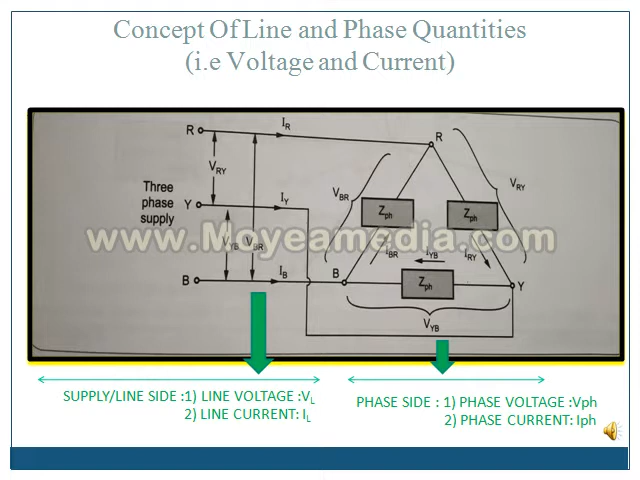 Concept Of Line and Phase Quantities
(i.e Voltage and Current)
R
I_R
R
V_RY
V_BR
V_RY
Three
phase
supply
Y
I_Y
Z_ph
Z_ph
V_YB
V_BR
www.Moyeamedia.com
I_BR
I_YB
I_RY
B
I_B
B
Z_ph
Y
V_YB
SUPPLY/LINE SIDE :1) LINE VOLTAGE :V_L
2) LINE CURRENT: I_L
PHASE SIDE : 1) PHASE VOLTAGE :Vph
2) PHASE CURRENT: Iph